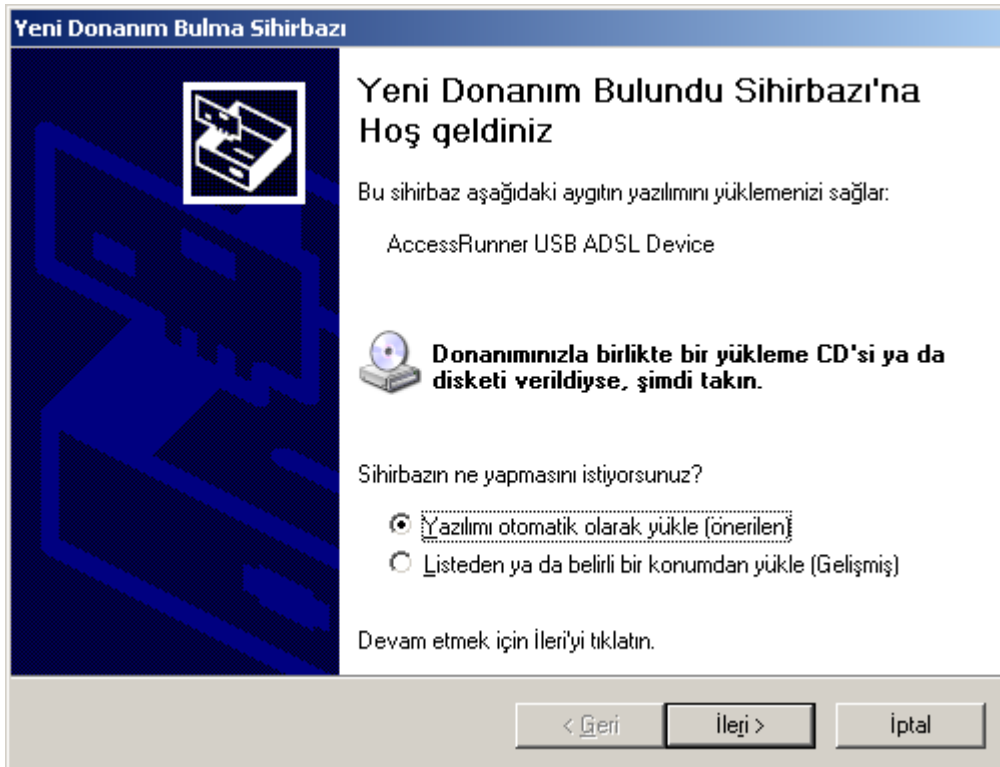 Yeni Donanım Bulma Sihirbazı
Yeni Donanım Bulundu Sihirbazı'na
Hoş geldiniz
Bu sihirbaz aşağıdaki aygıtın yazılımını yüklemenizi sağlar:
AccessRunner USB ADSL Device
Donanımınızla birlikte bir yükleme CD'si ya da
disketi verildiyse, şimdi takın.
Sihirbazın ne yapmasını istiyorsunuz?
Yazılımı otomatik olarak yükle (önerilen)
Listeden ya da belirli bir konumdan yükle (Gelişmiş)
Devam etmek için İleri'yi tıklatın.
< Geri İleri > İptal